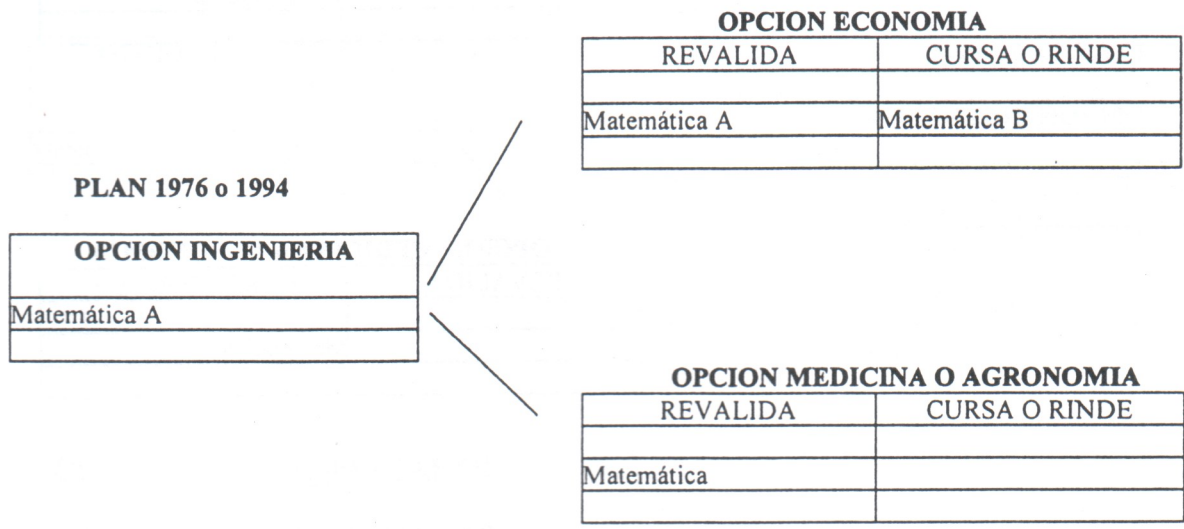 OPCION ECONOMIA
REVALIDA CURSA O RINDE
Matemática A Matemática B
PLAN 1976 o 1994
OPCION INGENIERIA
Matemática A
OPCION MEDICINA O AGRONOMIA
REVALIDA CURSA O RINDE
Matemática